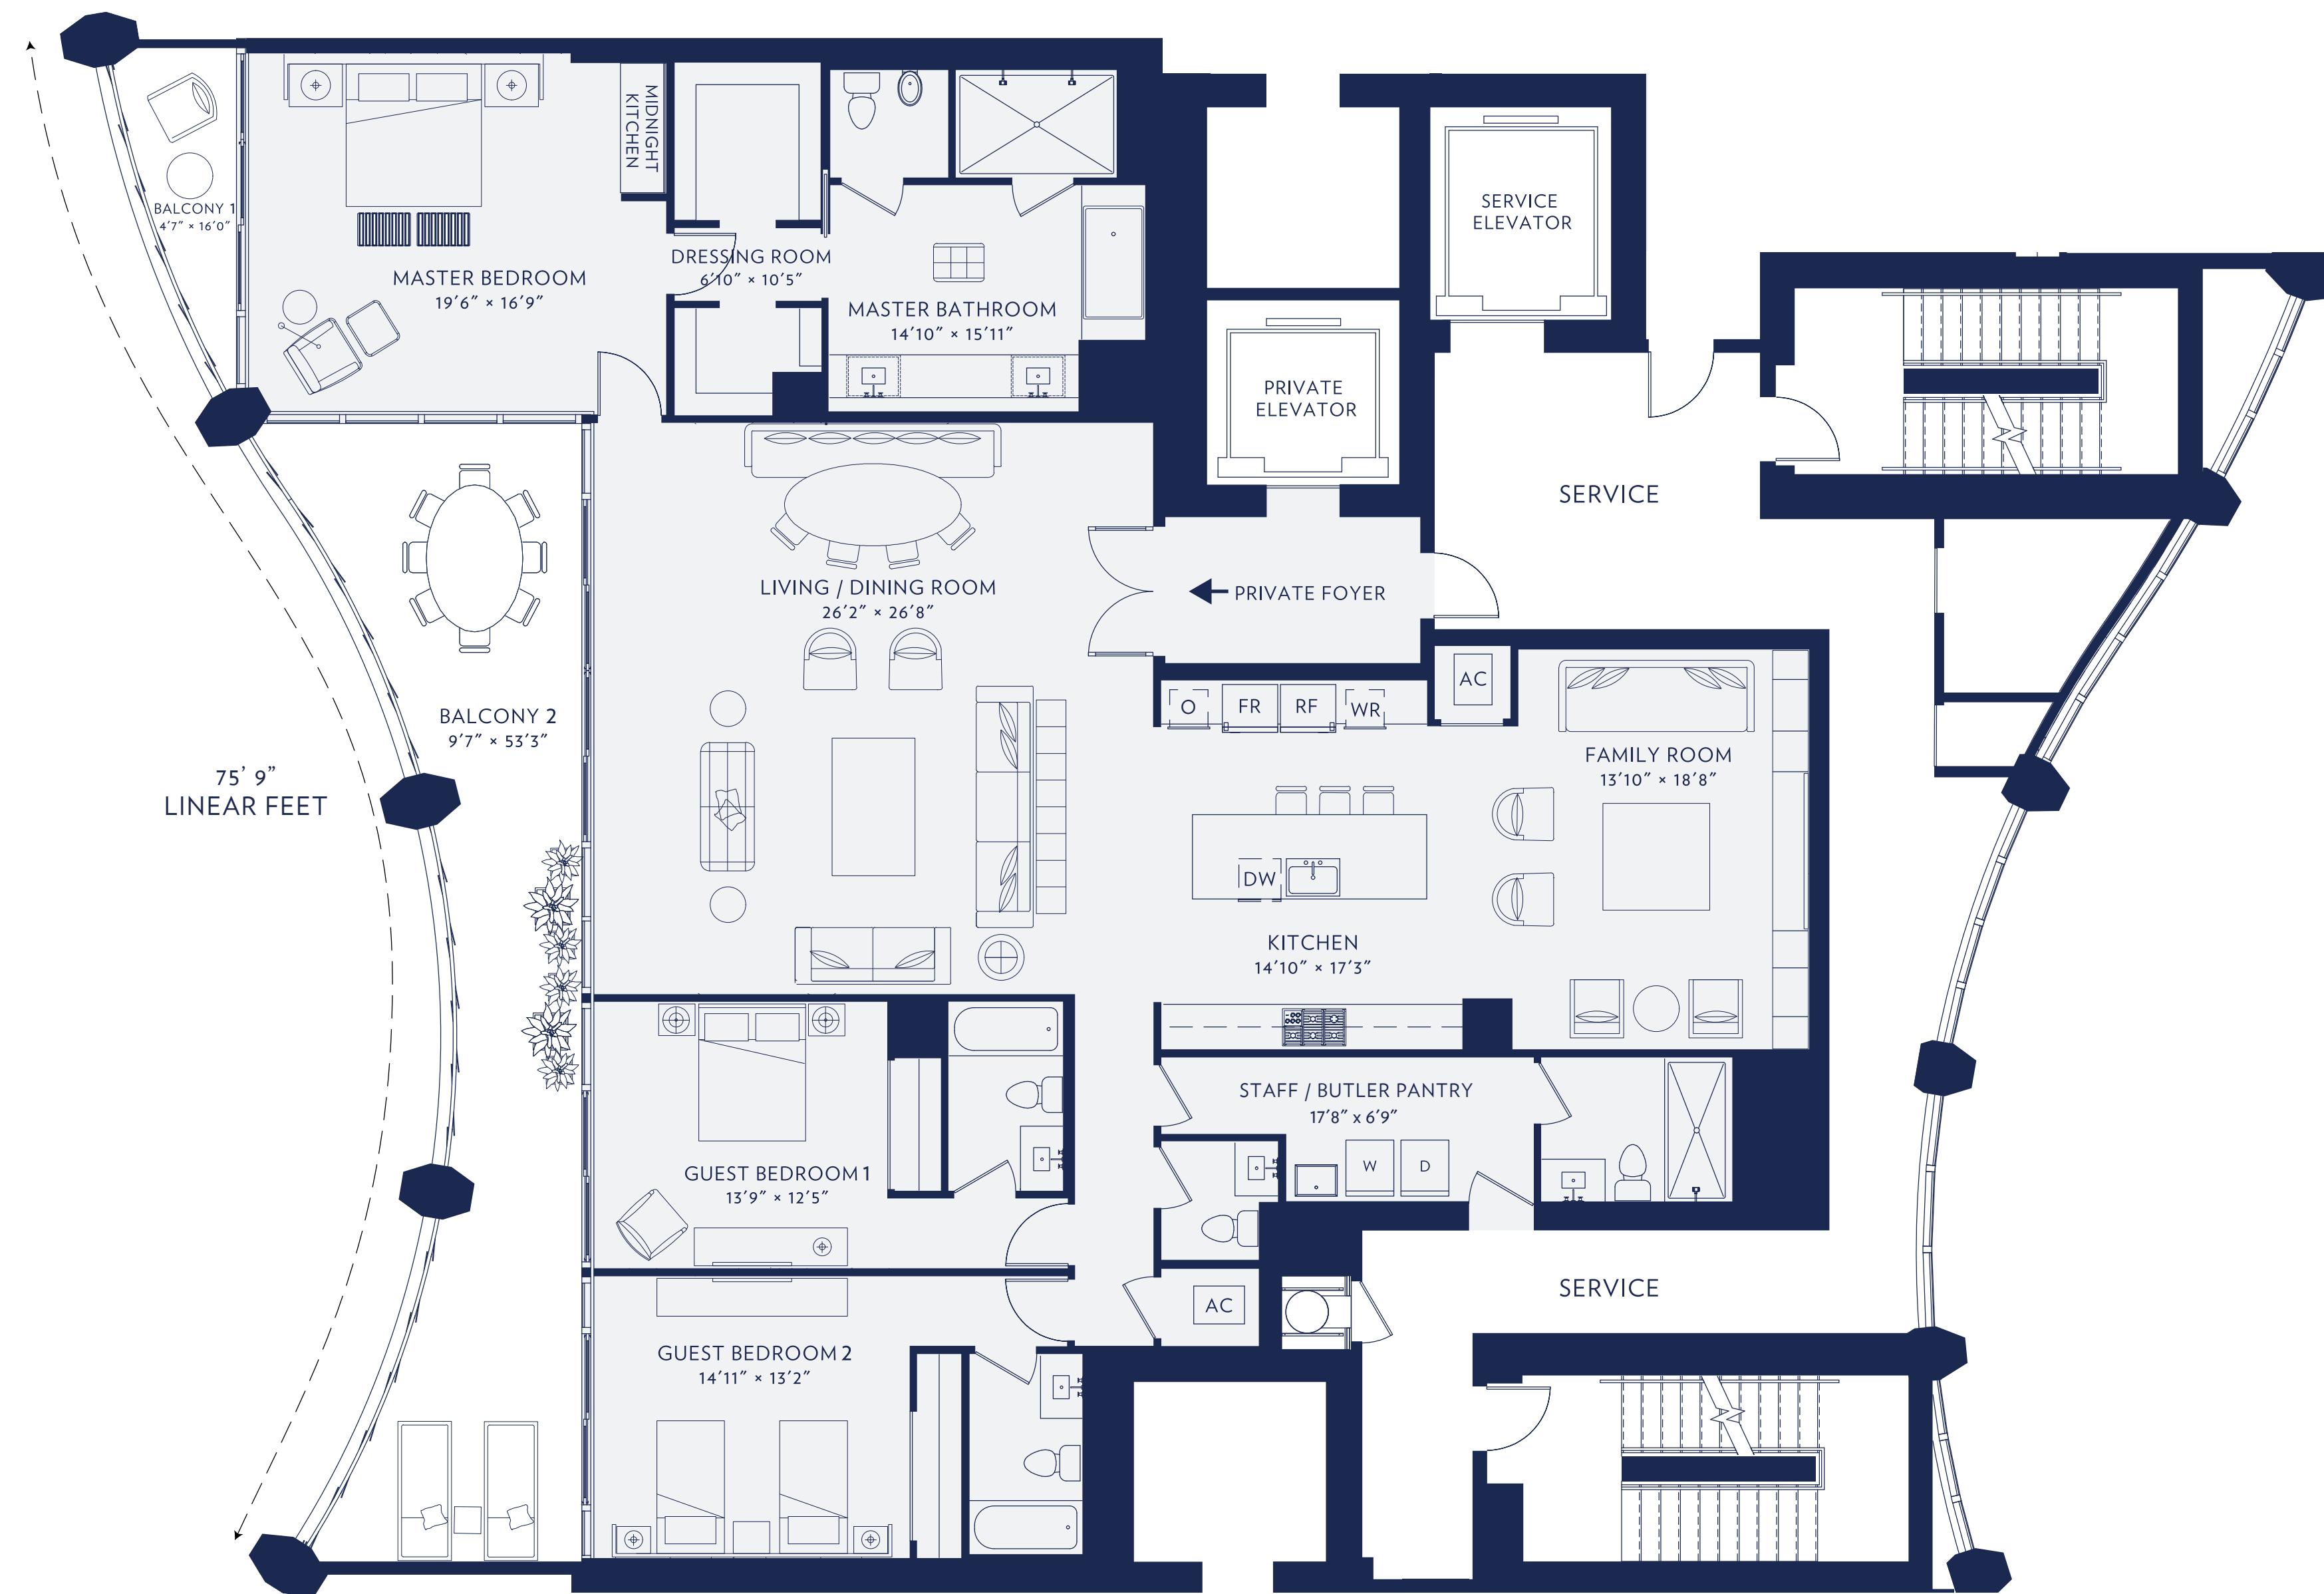 MIDNIGHT
KITCHEN
BALCONY 1
4'7" × 16'0"
MASTER BEDROOM
19'6" × 16'9"
DRESSING ROOM
6'10" × 10'5"
MASTER BATHROOM
14'10" × 15'11"
SERVICE
ELEVATOR
PRIVATE
ELEVATOR
SERVICE
LIVING / DINING ROOM
26'2" × 26'8"
PRIVATE FOYER
BALCONY 2
9'7" × 53'3"
75' 9"
LINEAR FEET
O
FR
RF
WR
AC
FAMILY ROOM
13'10" × 18'8"
DW
KITCHEN
14'10" × 17'3"
STAFF / BUTLER PANTRY
17'8" x 6'9"
W
D
GUEST BEDROOM 1
13'9" × 12'5"
AC
SERVICE
GUEST BEDROOM 2
14'11" × 13'2"